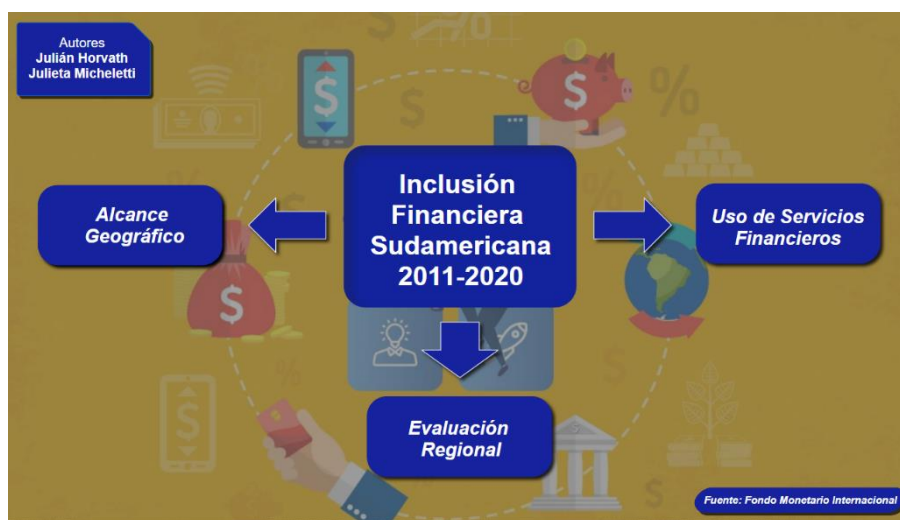 Autores
Julián Horvath
Julieta Micheletti
Inclusión
Financiera
Sudamericana
2011-2020
Alcance
Geográfico
Uso de Servicios
Financieros
Evaluación
Regional
Fuente: Fondo Monetario Internacional